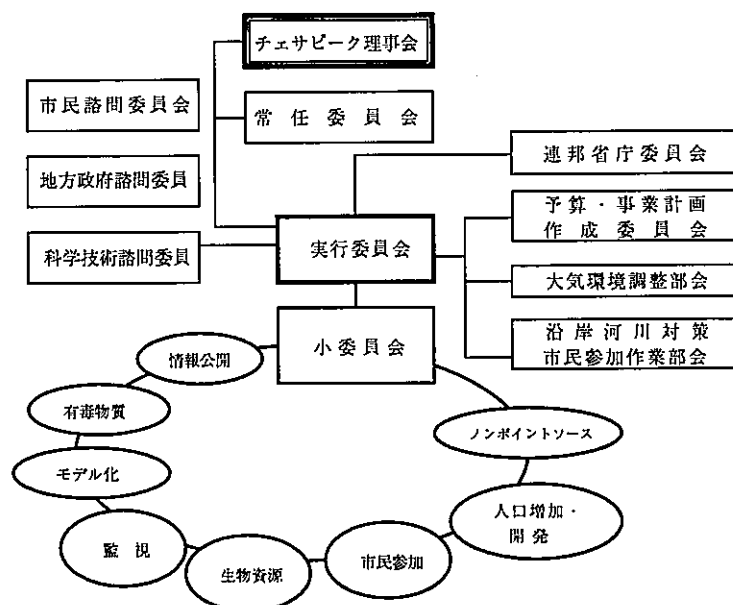 チェサピーク理事会
市民諮問委員会
常任委員会
連邦省庁委員会
地方政府諮問委員
予算・事業計画
作成委員会
科学技術諮問委員
実行委員会
大気環境調整部会
小委員会
沿岸河川対策
市民参加作業部会
情報公開
有毒物質
ノンポイントソース
モデル化
人口増加・
開発
監視
生物資源
市民参加